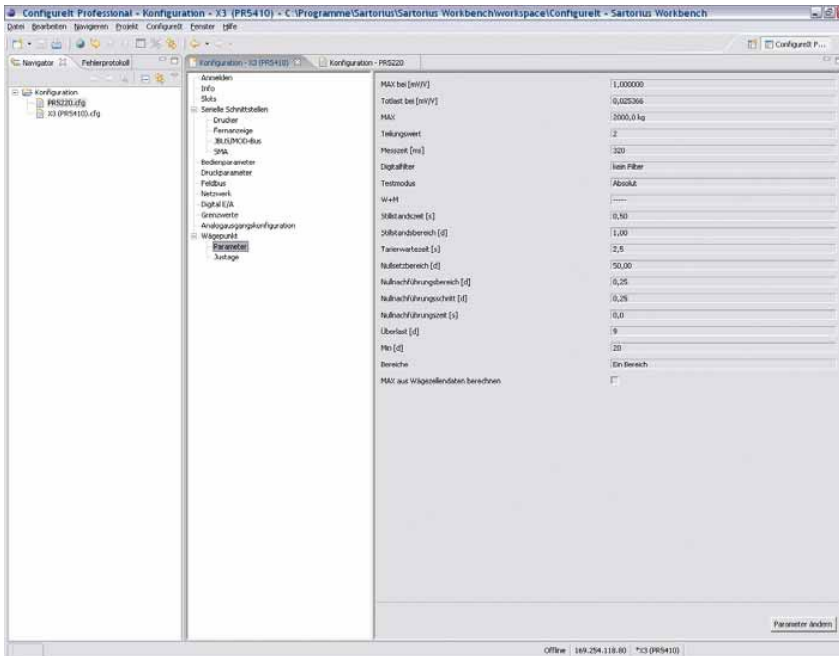 ConfigureIt Professional - Konfiguration - X3 (PR5410) - C:\Programme\Sartorius\Sartorius Workbench\workspace\ConfigureIt - Sartorius Workbench
Datei Bearbeiten Navigieren Projekt ConfigureIt Fenster Hilfe
ConfigureIt P...
Navigator
Fehlerprotokoll
Konfiguration - X3 (PR5410)
Konfiguration - PR5220
Konfiguration
PR5220.cfg
X3 (PR5410).cfg
Anmelden
Info
Slots
Serielle Schnittstellen
Drucker
Fernanzeige
JBUS/MOD-Bus
SMA
Bedienparameter
Druckparameter
Feldbus
Netzwerk
Digital E/A
Grenzwerte
Analogausgangskonfiguration
Wägepunkt
Parameter
Justage
MAX bei [mV/V] 1,000000
Totlast bei [mV/V] 0,025366
MAX 2000,0 kg
Teilungswert 2
Messzeit [ms] 320
Digitalfilter kein Filter
Testmodus Absolut
W+M -----
Stillstandszeit [s] 0,50
Stillstandsbereich [d] 1,00
Tarierwartezeit [s] 2,5
Nullsetzbereich [d] 50,00
Nullnachführungsbereich [d] 0,25
Nullnachführungsschritt [d] 0,25
Nullnachführungszeit [s] 0,0
Überlast [d] 9
Min [d] 20
Bereiche Ein Bereich
MAX aus Wägezellendaten berechnen
Parameter ändern
Offline 169.254.118.80 *X3 (PR5410)